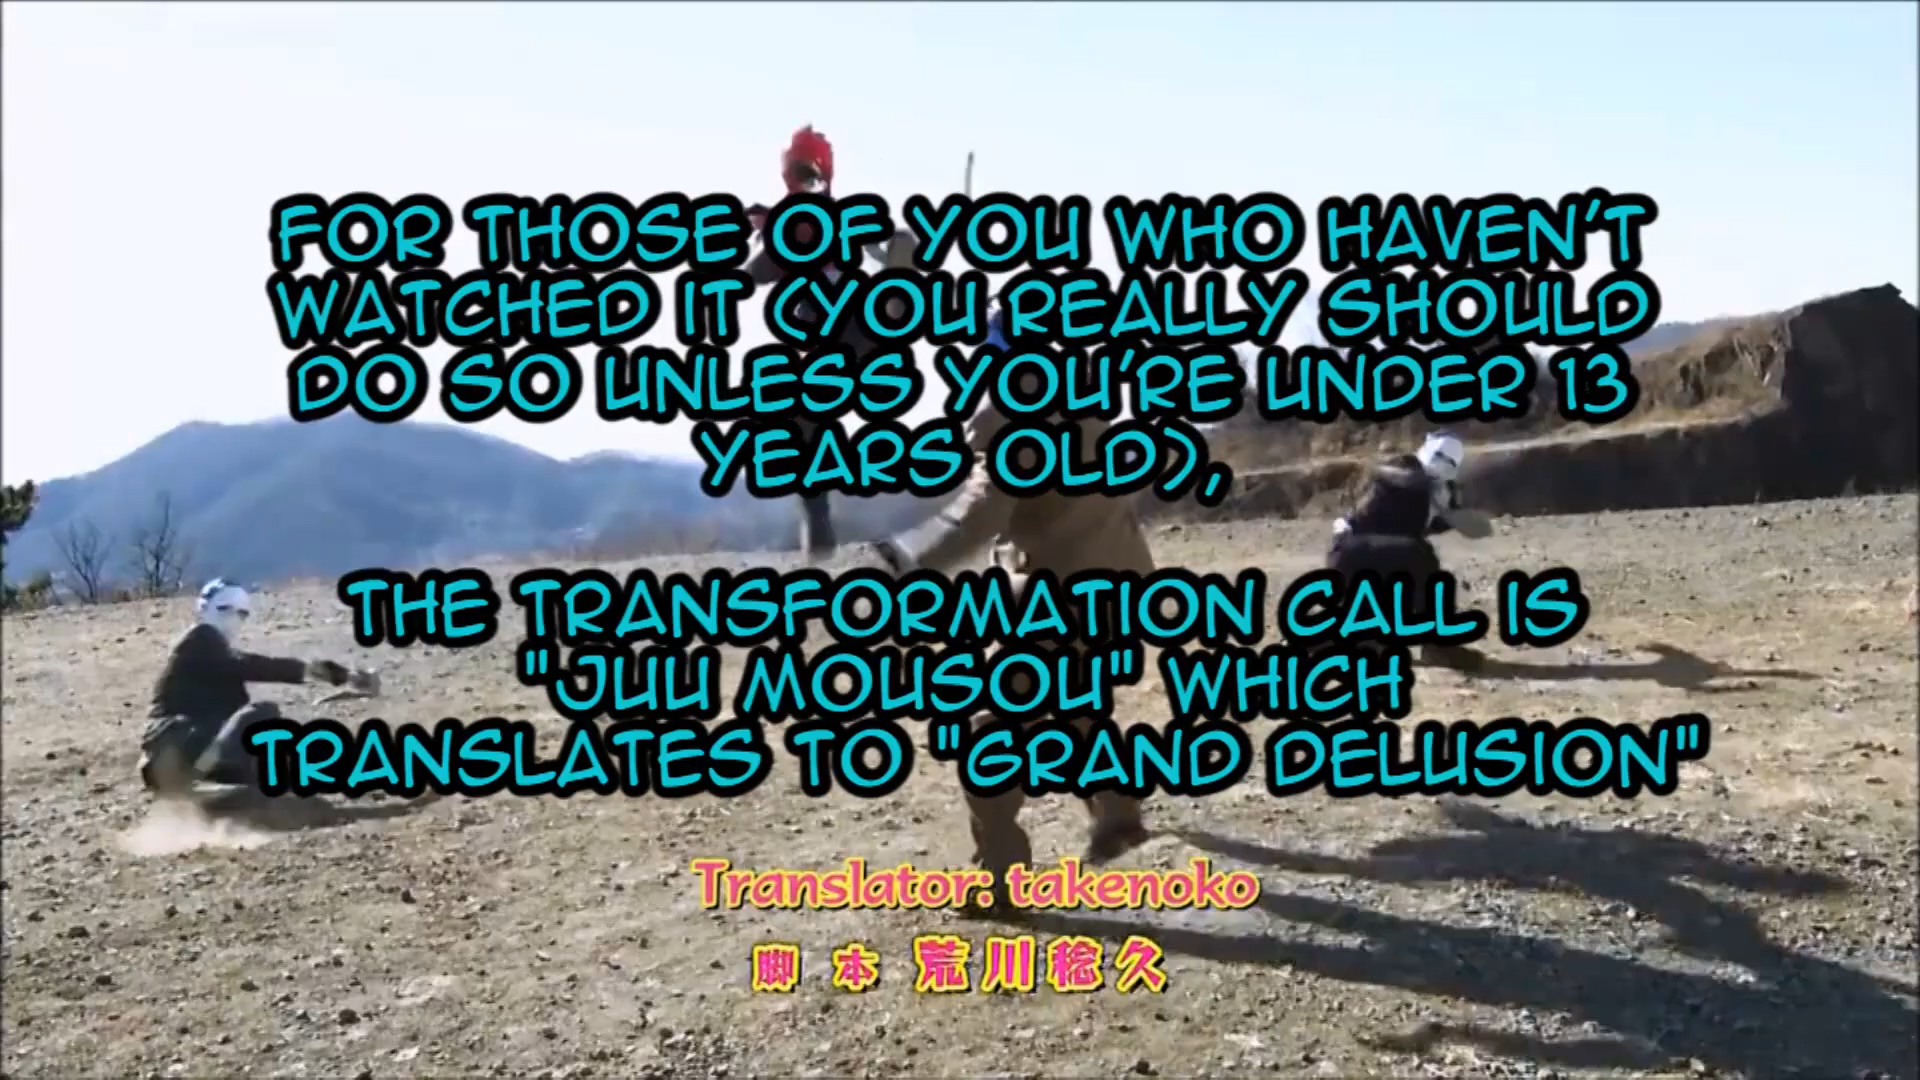 FOR THOSE OF YOU WHO HAVEN'T
WATCHED IT (YOU REALLY SHOULD
DO SO UNLESS YOU'RE UNDER 13
YEARS OLD),
THE TRANSFORMATION CALL IS
"JUU MOUSOU" WHICH
TRANSLATES TO "GRAND DELUSION"
Translator: takenoko
脚本 荒川稔久